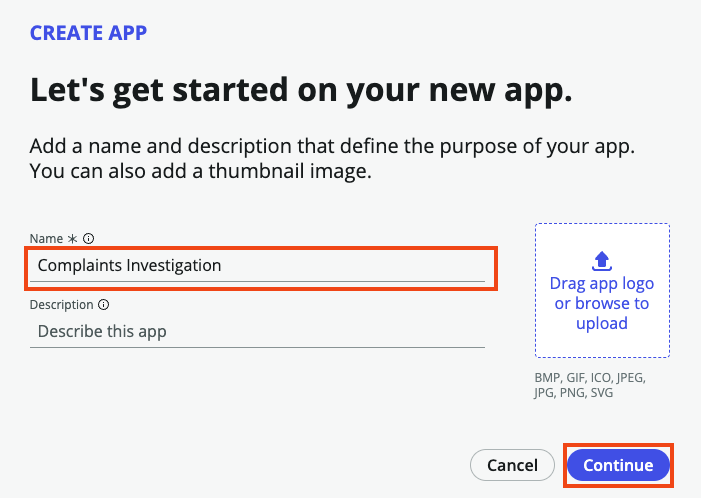 CREATE APP
Let's get started on your new app.
Add a name and description that define the purpose of your app.
You can also add a thumbnail image.
Name *
Complaints Investigation
Description
Describe this app
Drag app logo
or browse to
upload
BMP, GIF, ICO, JPEG,
JPG, PNG, SVG
Cancel
Continue